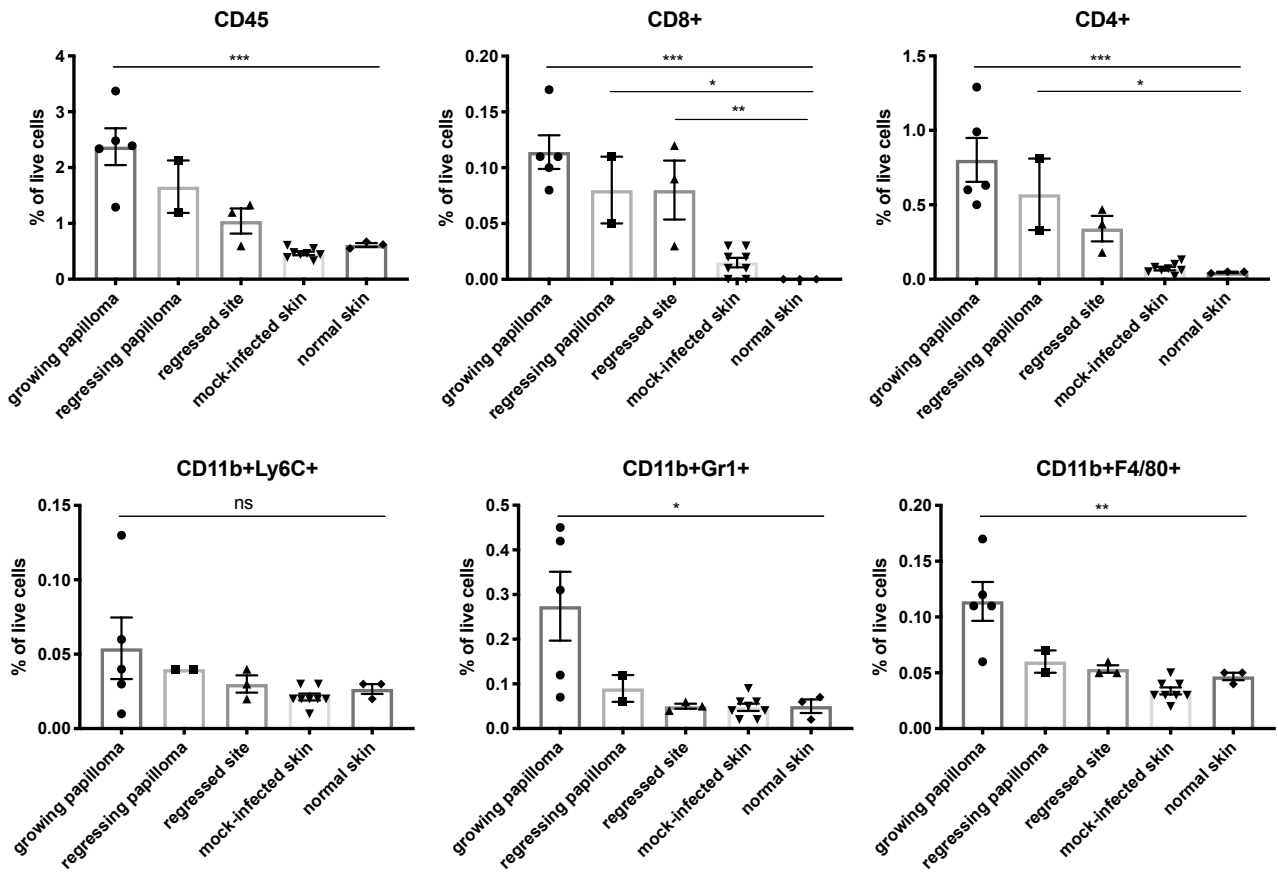 CD45
% of live cells
4
3
2
1
0
***
growing papilloma
regressing papilloma
regressed site
mock-infected skin
normal skin
CD8+
% of live cells
0.20
0.15
0.10
0.05
0.00
***
*
**
growing papilloma
regressing papilloma
regressed site
mock-infected skin
normal skin
CD4+
% of live cells
1.5
1.0
0.5
0.0
***
*
growing papilloma
regressing papilloma
regressed site
mock-infected skin
normal skin
CD11b+Ly6C+
% of live cells
0.15
0.10
0.05
0.00
ns
growing papilloma
regressing papilloma
regressed site
mock-infected skin
normal skin
CD11b+Gr1+
% of live cells
0.5
0.4
0.3
0.2
0.1
0.0
*
growing papilloma
regressing papilloma
regressed site
mock-infected skin
normal skin
CD11b+F4/80+
% of live cells
0.20
0.15
0.10
0.05
0.00
**
growing papilloma
regressing papilloma
regressed site
mock-infected skin
normal skin